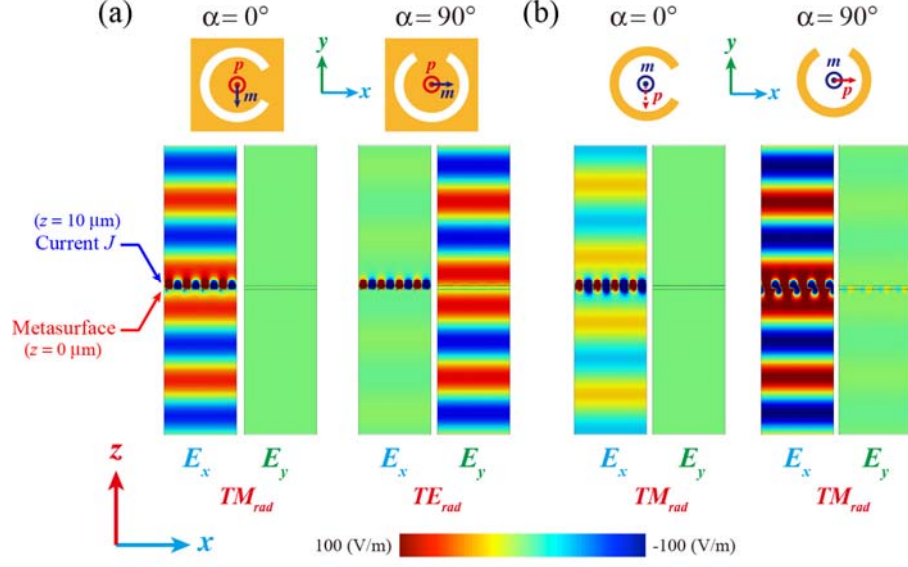 (a)
α = 0°
α = 90°
(b)
α = 0°
α = 90°
p
m
y
x
p
m
m
p
y
x
m
p
(z = 10 μm)
Current J
Metasurface
(z = 0 μm)
E_x
E_y
E_x
E_y
E_x
E_y
E_x
E_y
TM_rad
TE_rad
TM_rad
TM_rad
z
x
100 (V/m)
-100 (V/m)